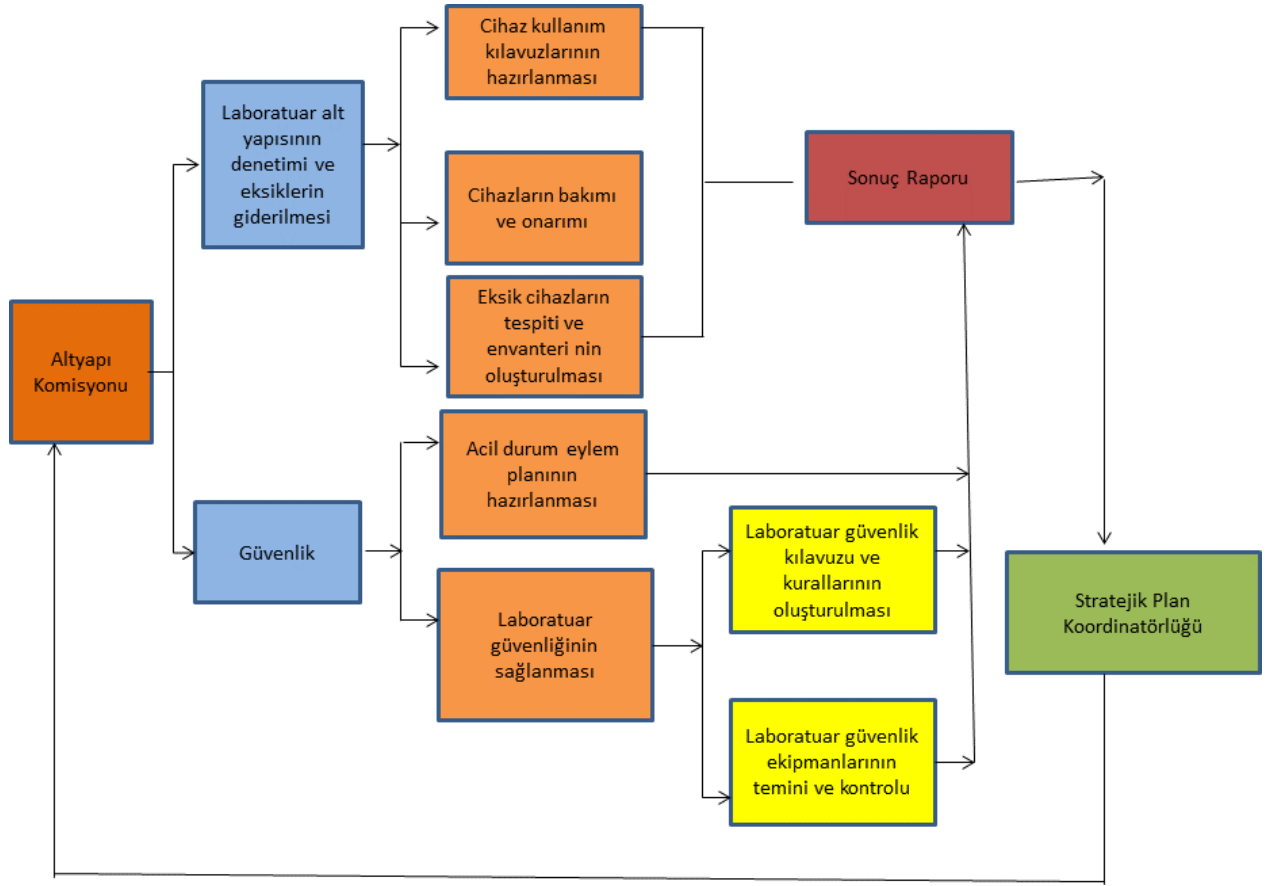 Cihaz kullanım
kılavuzlarının
hazırlanması
Laboratuar alt
yapısının
denetimi ve
eksiklerin
giderilmesi
Cihazların bakımı
ve onarımı
Sonuç Raporu
Eksik cihazların
tespiti ve
envanteri nin
oluşturulması
Altyapı
Komisyonu
Acil durum eylem
planının
hazırlanması
Güvenlik
Laboratuar güvenlik
kılavuzu ve
kurallarının
oluşturulması
Laboratuar
güvenliğinin
sağlanması
Stratejik Plan
Koordinatörlüğü
Laboratuar güvenlik
ekipmanlarının
temini ve kontrolu